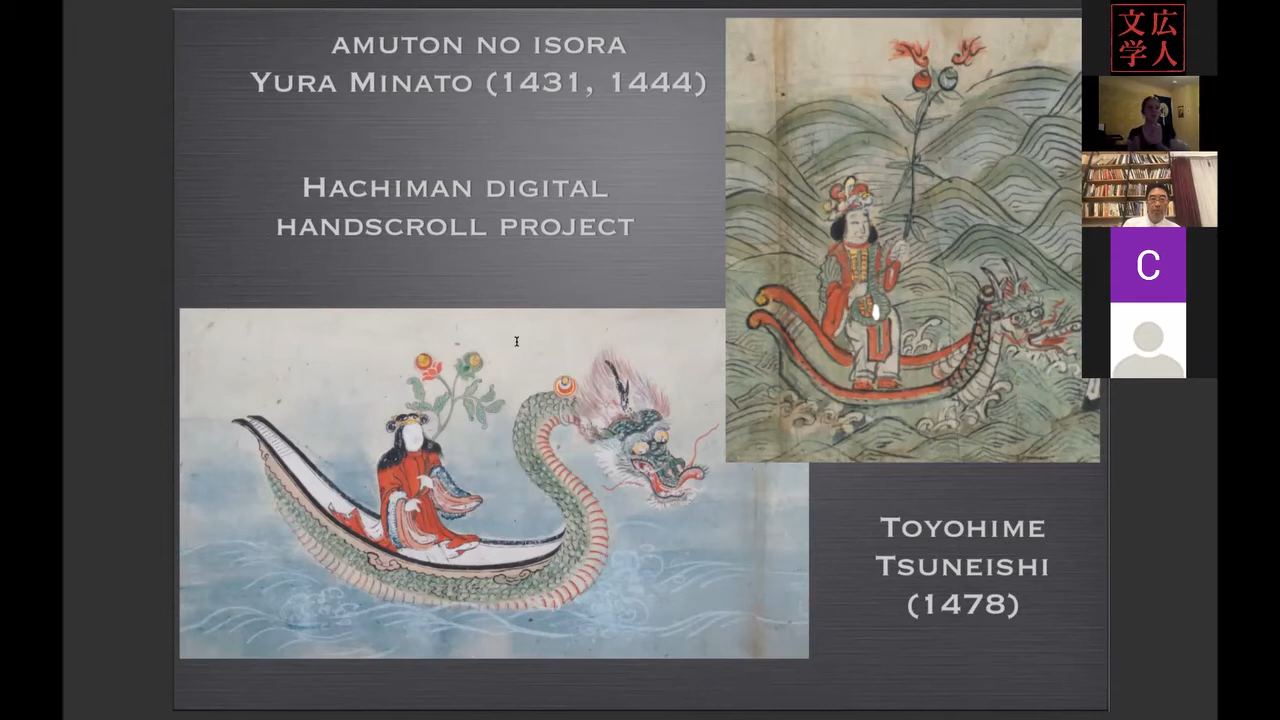 AMUTON NO ISORA
YURA MINATO (1431, 1444)
HACHIMAN DIGITAL
HANDSCROLL PROJECT
TOYOHIME
TSUNEISHI
(1478)
文広
学人
C